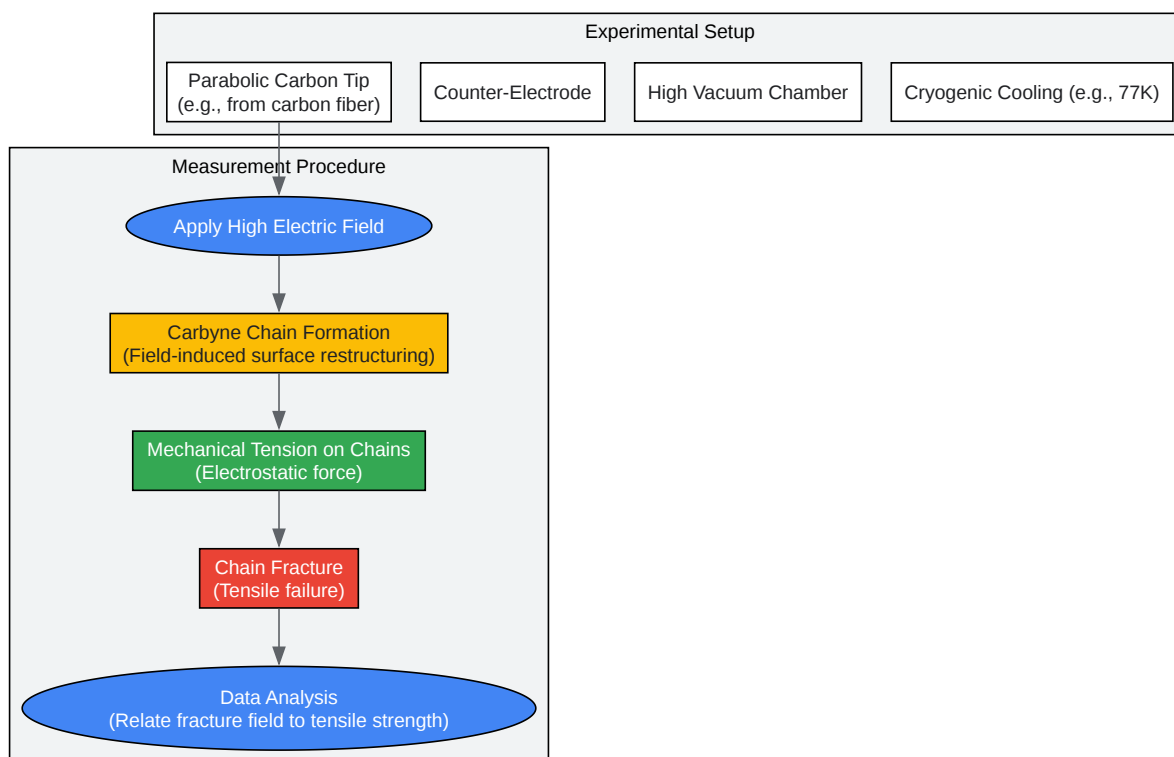 Experimental Setup
Parabolic Carbon Tip
(e.g., from carbon fiber)
Counter-Electrode
High Vacuum Chamber
Cryogenic Cooling (e.g., 77K)
Measurement Procedure
Apply High Electric Field
Carbyne Chain Formation
(Field-induced surface restructuring)
Mechanical Tension on Chains
(Electrostatic force)
Chain Fracture
(Tensile failure)
Data Analysis
(Relate fracture field to tensile strength)